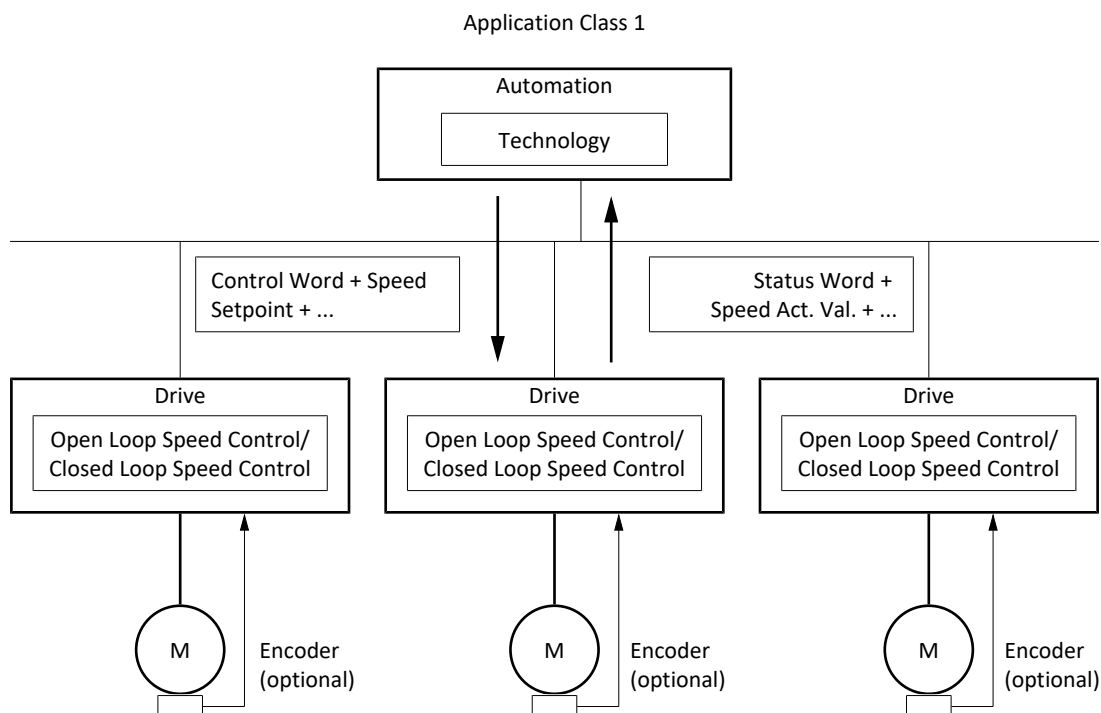 Application Class 1
Automation
Technology
Control Word + Speed
Setpoint + ...
Status Word +
Speed Act. Val. + ...
Drive
Open Loop Speed Control/
Closed Loop Speed Control
Drive
Open Loop Speed Control/
Closed Loop Speed Control
Drive
Open Loop Speed Control/
Closed Loop Speed Control
M
Encoder
(optional)
M
Encoder
(optional)
M
Encoder
(optional)